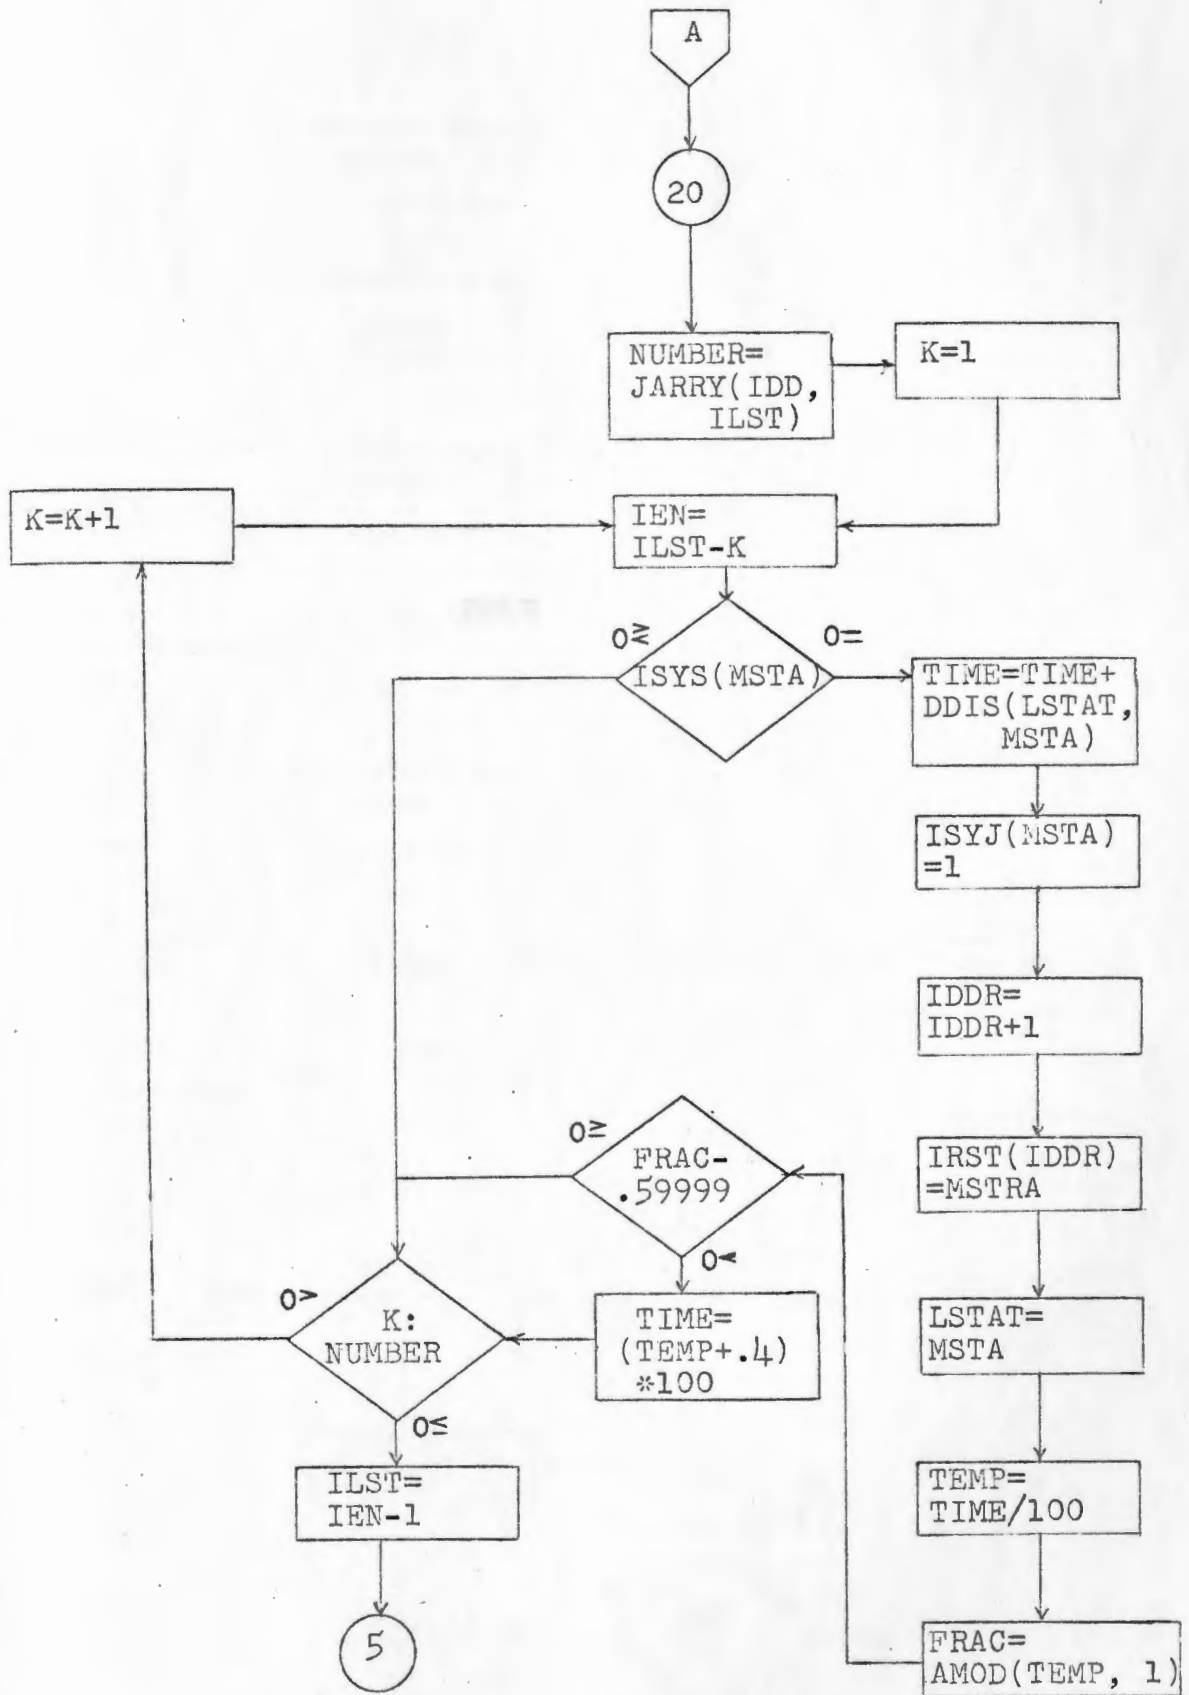 A
20
NUMBER=
JARRY(IDD,
ILST)
K=1
K=K+1
IEN=
ILST-K
0≷
ISYS(MSTA)
0=
TIME=TIME+
DDIS(LSTAT,
MSTA)
ISYJ(MSTA)
=1
IDDR=
IDDR+1
0≥
FRAC-
.59999
0<
IRST(IDDR)
=MSTRA
0>
K:
NUMBER
0≤
TIME=
(TEMP+.4)
*100
LSTAT=
MSTA
ILST=
IEN-1
TEMP=
TIME/100
5
FRAC=
AMOD(TEMP, 1)